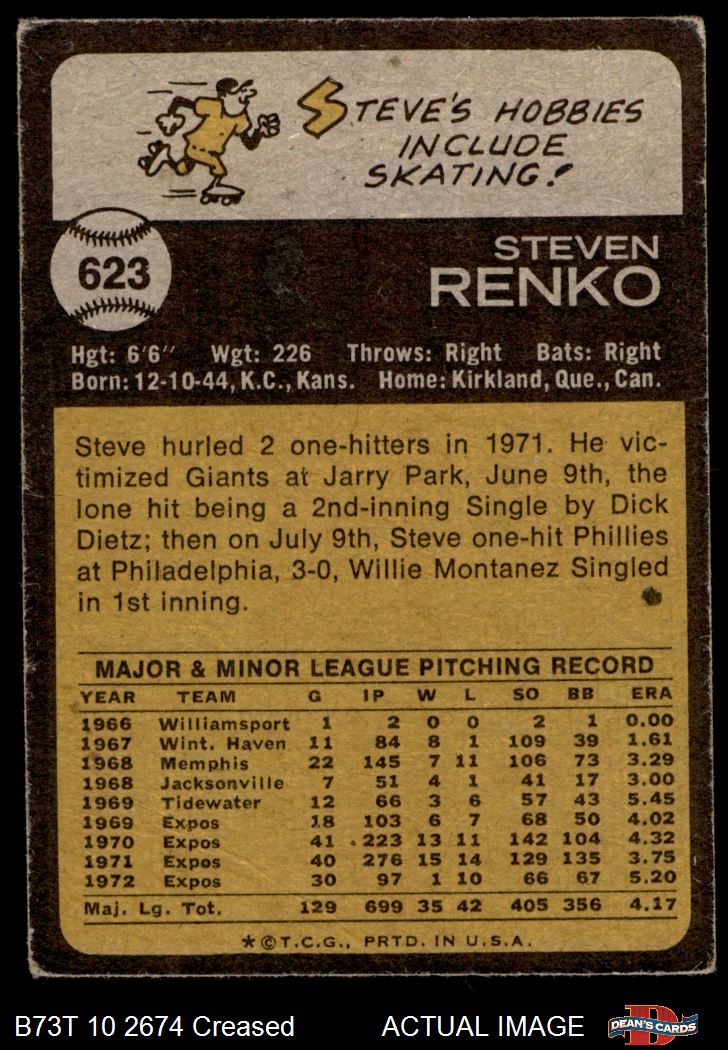 STEVE'S HOBBIES
INCLUDE
SKATING!
623
STEVEN
RENKO
Hgt: 6'6" Wgt: 226 Throws: Right Bats: Right
Born: 12-10-44, K.C., Kans. Home: Kirkland, Que., Can.
Steve hurled 2 one-hitters in 1971. He vic-
timized Giants at Jarry Park, June 9th, the
lone hit being a 2nd-inning Single by Dick
Dietz; then on July 9th, Steve one-hit Phillies
at Philadelphia, 3-0, Willie Montanez Singled
in 1st inning.
MAJOR & MINOR LEAGUE PITCHING RECORD
YEAR TEAM G IP W L SO BB ERA
1966 Williamsport 1 2 0 0 2 1 0.00
1967 Wint. Haven 11 84 8 1 109 39 1.61
1968 Memphis 22 145 7 11 106 73 3.29
1968 Jacksonville 7 51 4 1 41 17 3.00
1969 Tidewater 12 66 3 6 57 43 5.45
1969 Expos 18 103 6 7 68 50 4.02
1970 Expos 41 223 13 11 142 104 4.32
1971 Expos 40 276 15 14 129 135 3.75
1972 Expos 30 97 1 10 66 67 5.20
Maj. Lg. Tot. 129 699 35 42 405 356 4.17
*©T.C.G., PRTD. IN U.S.A.
B73T 10 2674 Creased ACTUAL IMAGE
D
DEAN'S CARDS